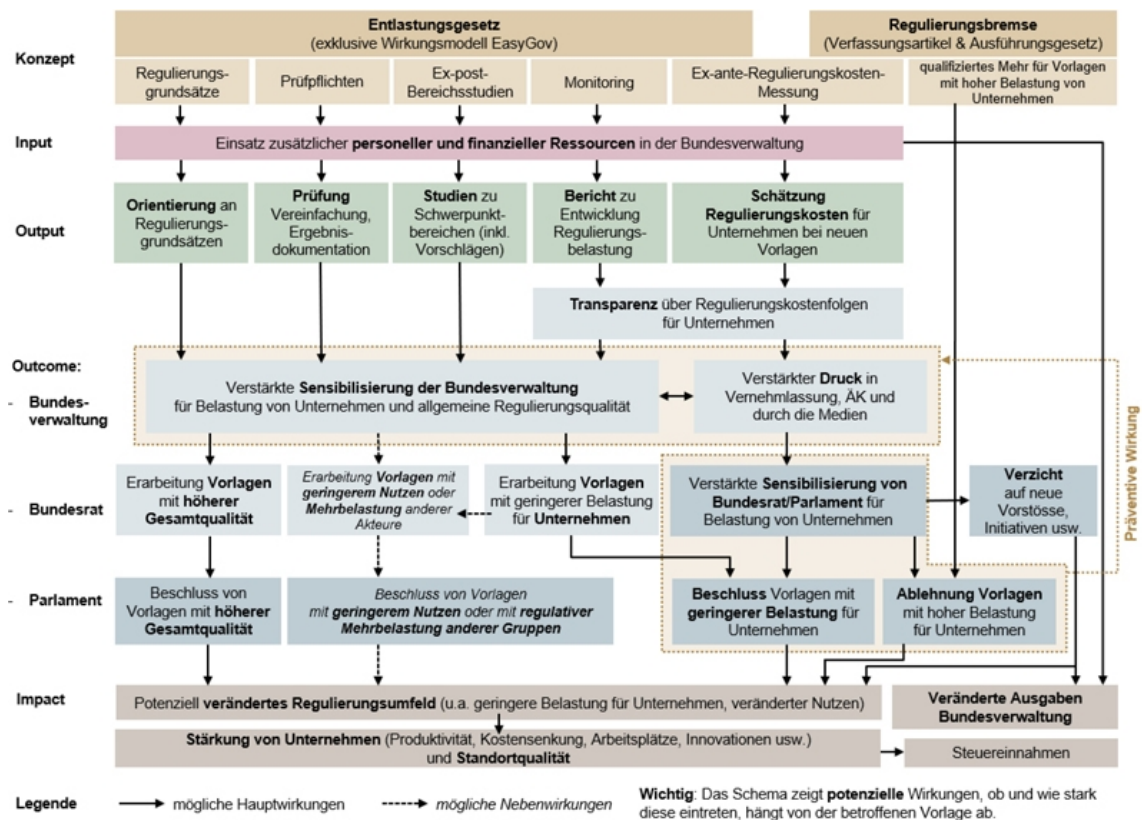 Entlastungsgesetz
(exklusive Wirkungsmodell EasyGov)
Regulierungsbremse
(Verfassungsartikel & Ausführungsgesetz)
Konzept
Regulierungs-
grundsätze
Prüfpflichten
Ex-post-
Bereichsstudien
Monitoring
Ex-ante-Regulierungskosten-
Messung
qualifiziertes Mehr für Vorlagen
mit hoher Belastung von
Unternehmen
Input
Einsatz zusätzlicher personeller und finanzieller Ressourcen in der Bundesverwaltung
Output
Orientierung an
Regulierungs-
grundsätzen
Prüfung
Vereinfachung,
Ergebnis-
dokumentation
Studien zu
Schwerpunkt-
bereichen (inkl.
Vorschlägen)
Bericht zu
Entwicklung
Regulierungs-
belastung
Schätzung
Regulierungskosten für
Unternehmen bei neuen
Vorlagen
Transparenz über Regulierungskostenfolgen
für Unternehmen
Outcome:
- Bundes-
verwaltung
Verstärkte Sensibilisierung der Bundesverwaltung
für Belastung von Unternehmen und allgemeine Regulierungsqualität
Verstärkter Druck in
Vernehmlassung, ÄK und
durch die Medien
Präventive Wirkung
- Bundesrat
Erarbeitung Vorlagen
mit höherer
Gesamtqualität
Erarbeitung Vorlagen mit
geringerem Nutzen oder
Mehrbelastung anderer
Akteure
Erarbeitung Vorlagen
mit geringerer Belastung
für Unternehmen
Verstärkte Sensibilisierung von
Bundesrat/Parlament für
Belastung von Unternehmen
Verzicht
auf neue
Vorstösse,
Initiativen usw.
- Parlament
Beschluss von
Vorlagen mit höherer
Gesamtqualität
Beschluss von Vorlagen
mit geringerem Nutzen oder mit regulativer
Mehrbelastung anderer Gruppen
Beschluss Vorlagen mit
geringerer Belastung für
Unternehmen
Ablehnung Vorlagen
mit hoher Belastung
für Unternehmen
Impact
Potenziell verändertes Regulierungsumfeld (u.a. geringere Belastung für Unternehmen, veränderter Nutzen)
Veränderte Ausgaben
Bundesverwaltung
Stärkung von Unternehmen (Produktivität, Kostensenkung, Arbeitsplätze, Innovationen usw.)
und Standortqualität
Steuereinnahmen
Legende
mögliche Hauptwirkungen
mögliche Nebenwirkungen
Wichtig: Das Schema zeigt potenzielle Wirkungen, ob und wie stark
diese eintreten, hängt von der betroffenen Vorlage ab.